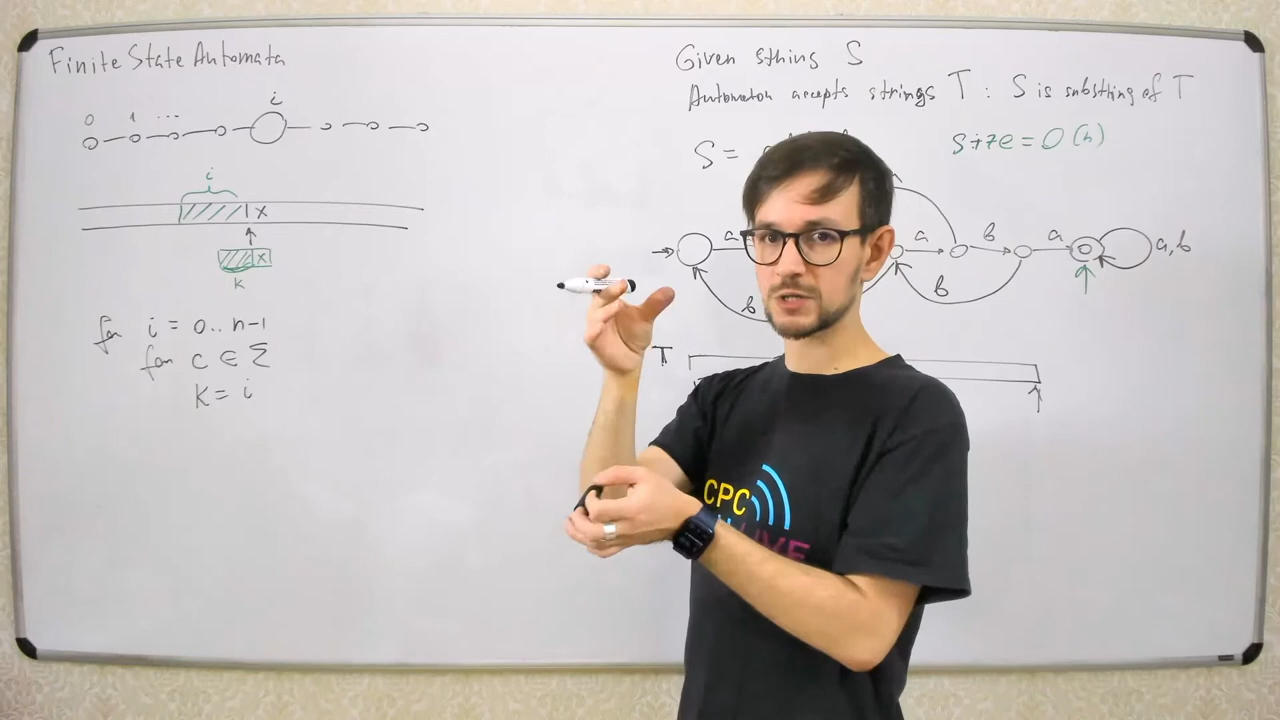 Finite State Automata
0 1 ... i
i
x
x
k
for i = 0..n-1
for c ∈ Σ
k = i
Given string S
Automaton accepts strings T : S is substring of T
S =
size = O(n)
a a b a a, b
b b
T
CPC
LIVE